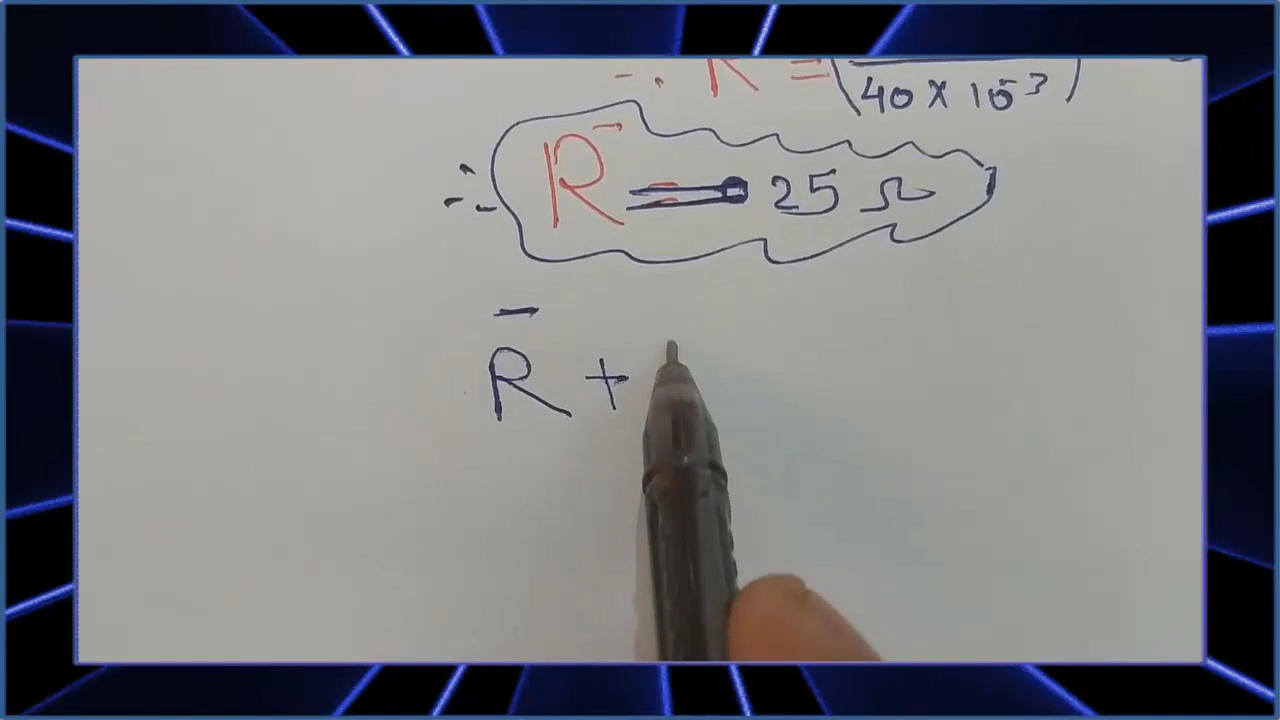 ∴ R = (
40 × 10⁻³ )
∴ R⁻ = 25 Ω
R̄ +